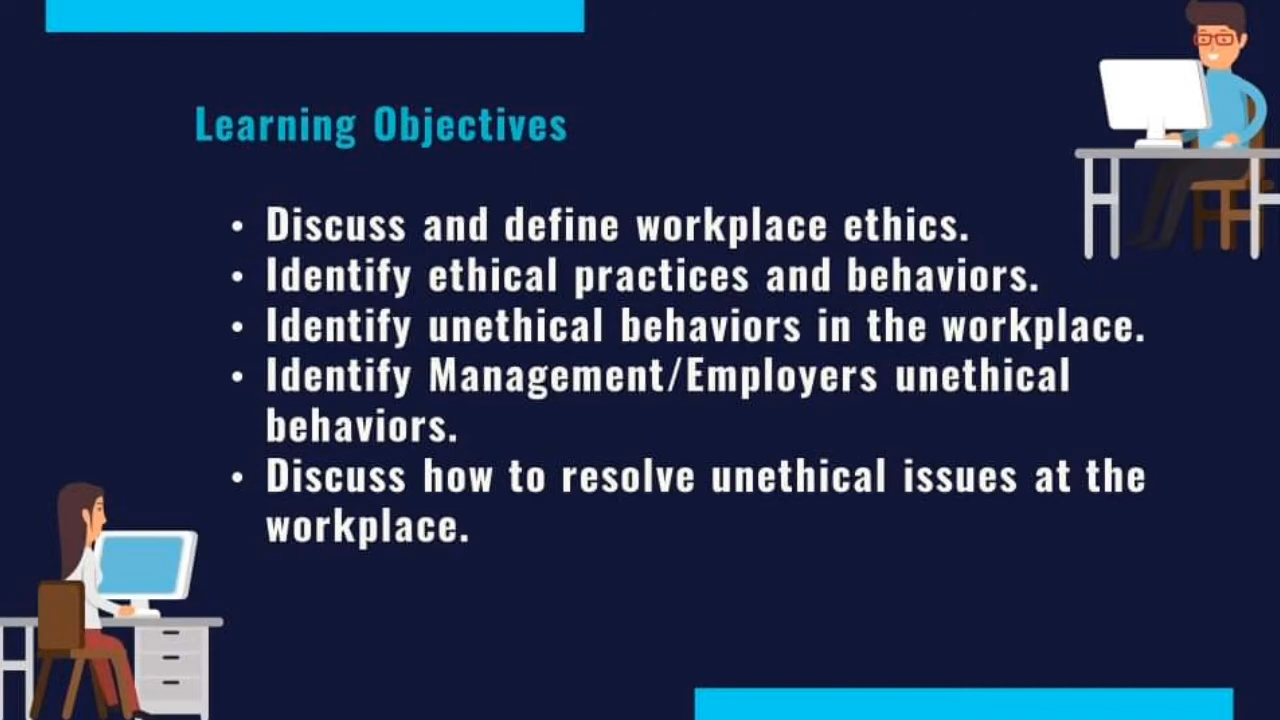 Learning Objectives
• Discuss and define workplace ethics.
• Identify ethical practices and behaviors.
• Identify unethical behaviors in the workplace.
• Identify Management/Employers unethical
behaviors.
• Discuss how to resolve unethical issues at the
workplace.